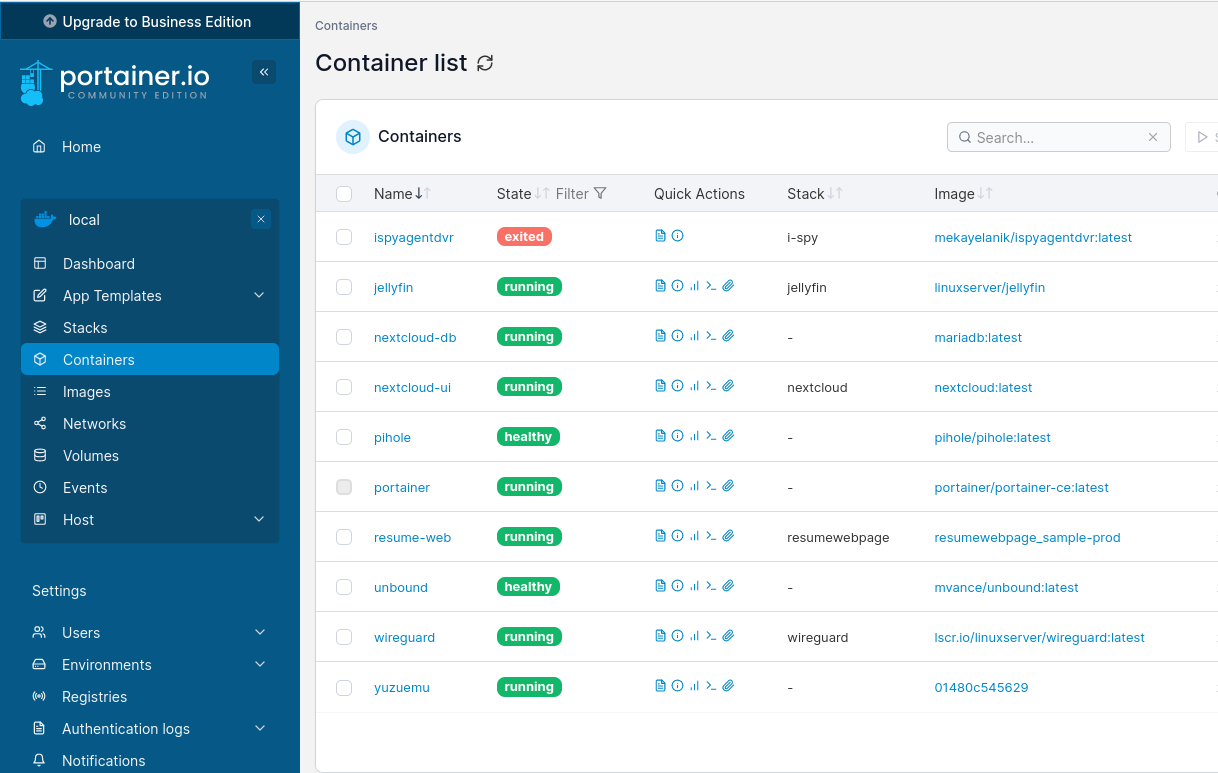 Upgrade to Business Edition
portainer.io
COMMUNITY EDITION
Home
local
Dashboard
App Templates
Stacks
Containers
Images
Networks
Volumes
Events
Host
Settings
Users
Environments
Registries
Authentication logs
Notifications
Containers
Container list
Containers
Search...
Name State Filter Quick Actions Stack Image
ispyagentdvr exited i-spy mekayelanik/ispyagentdvr:latest
jellyfin running jellyfin linuxserver/jellyfin
nextcloud-db running - mariadb:latest
nextcloud-ui running nextcloud nextcloud:latest
pihole healthy - pihole/pihole:latest
portainer running - portainer/portainer-ce:latest
resume-web running resumewebpage resumewebpage_sample-prod
unbound healthy - mvance/unbound:latest
wireguard running wireguard lscr.io/linuxserver/wireguard:latest
yuzuemu running - 01480c545629